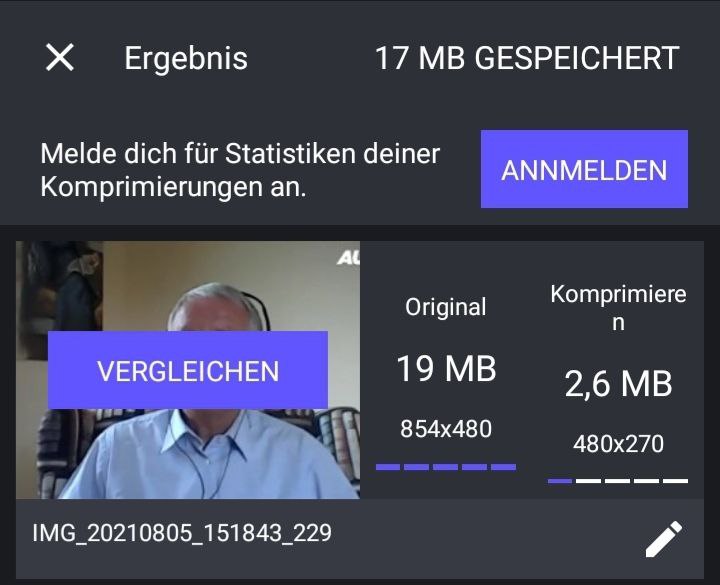 Ergebnis 17 MB GESPEICHERT
Melde dich für Statistiken deiner
Komprimierungen an.
ANNMELDEN
AU
VERGLEICHEN
Original
19 MB
854x480
Komprimiere
n
2,6 MB
480x270
IMG_20210805_151843_229